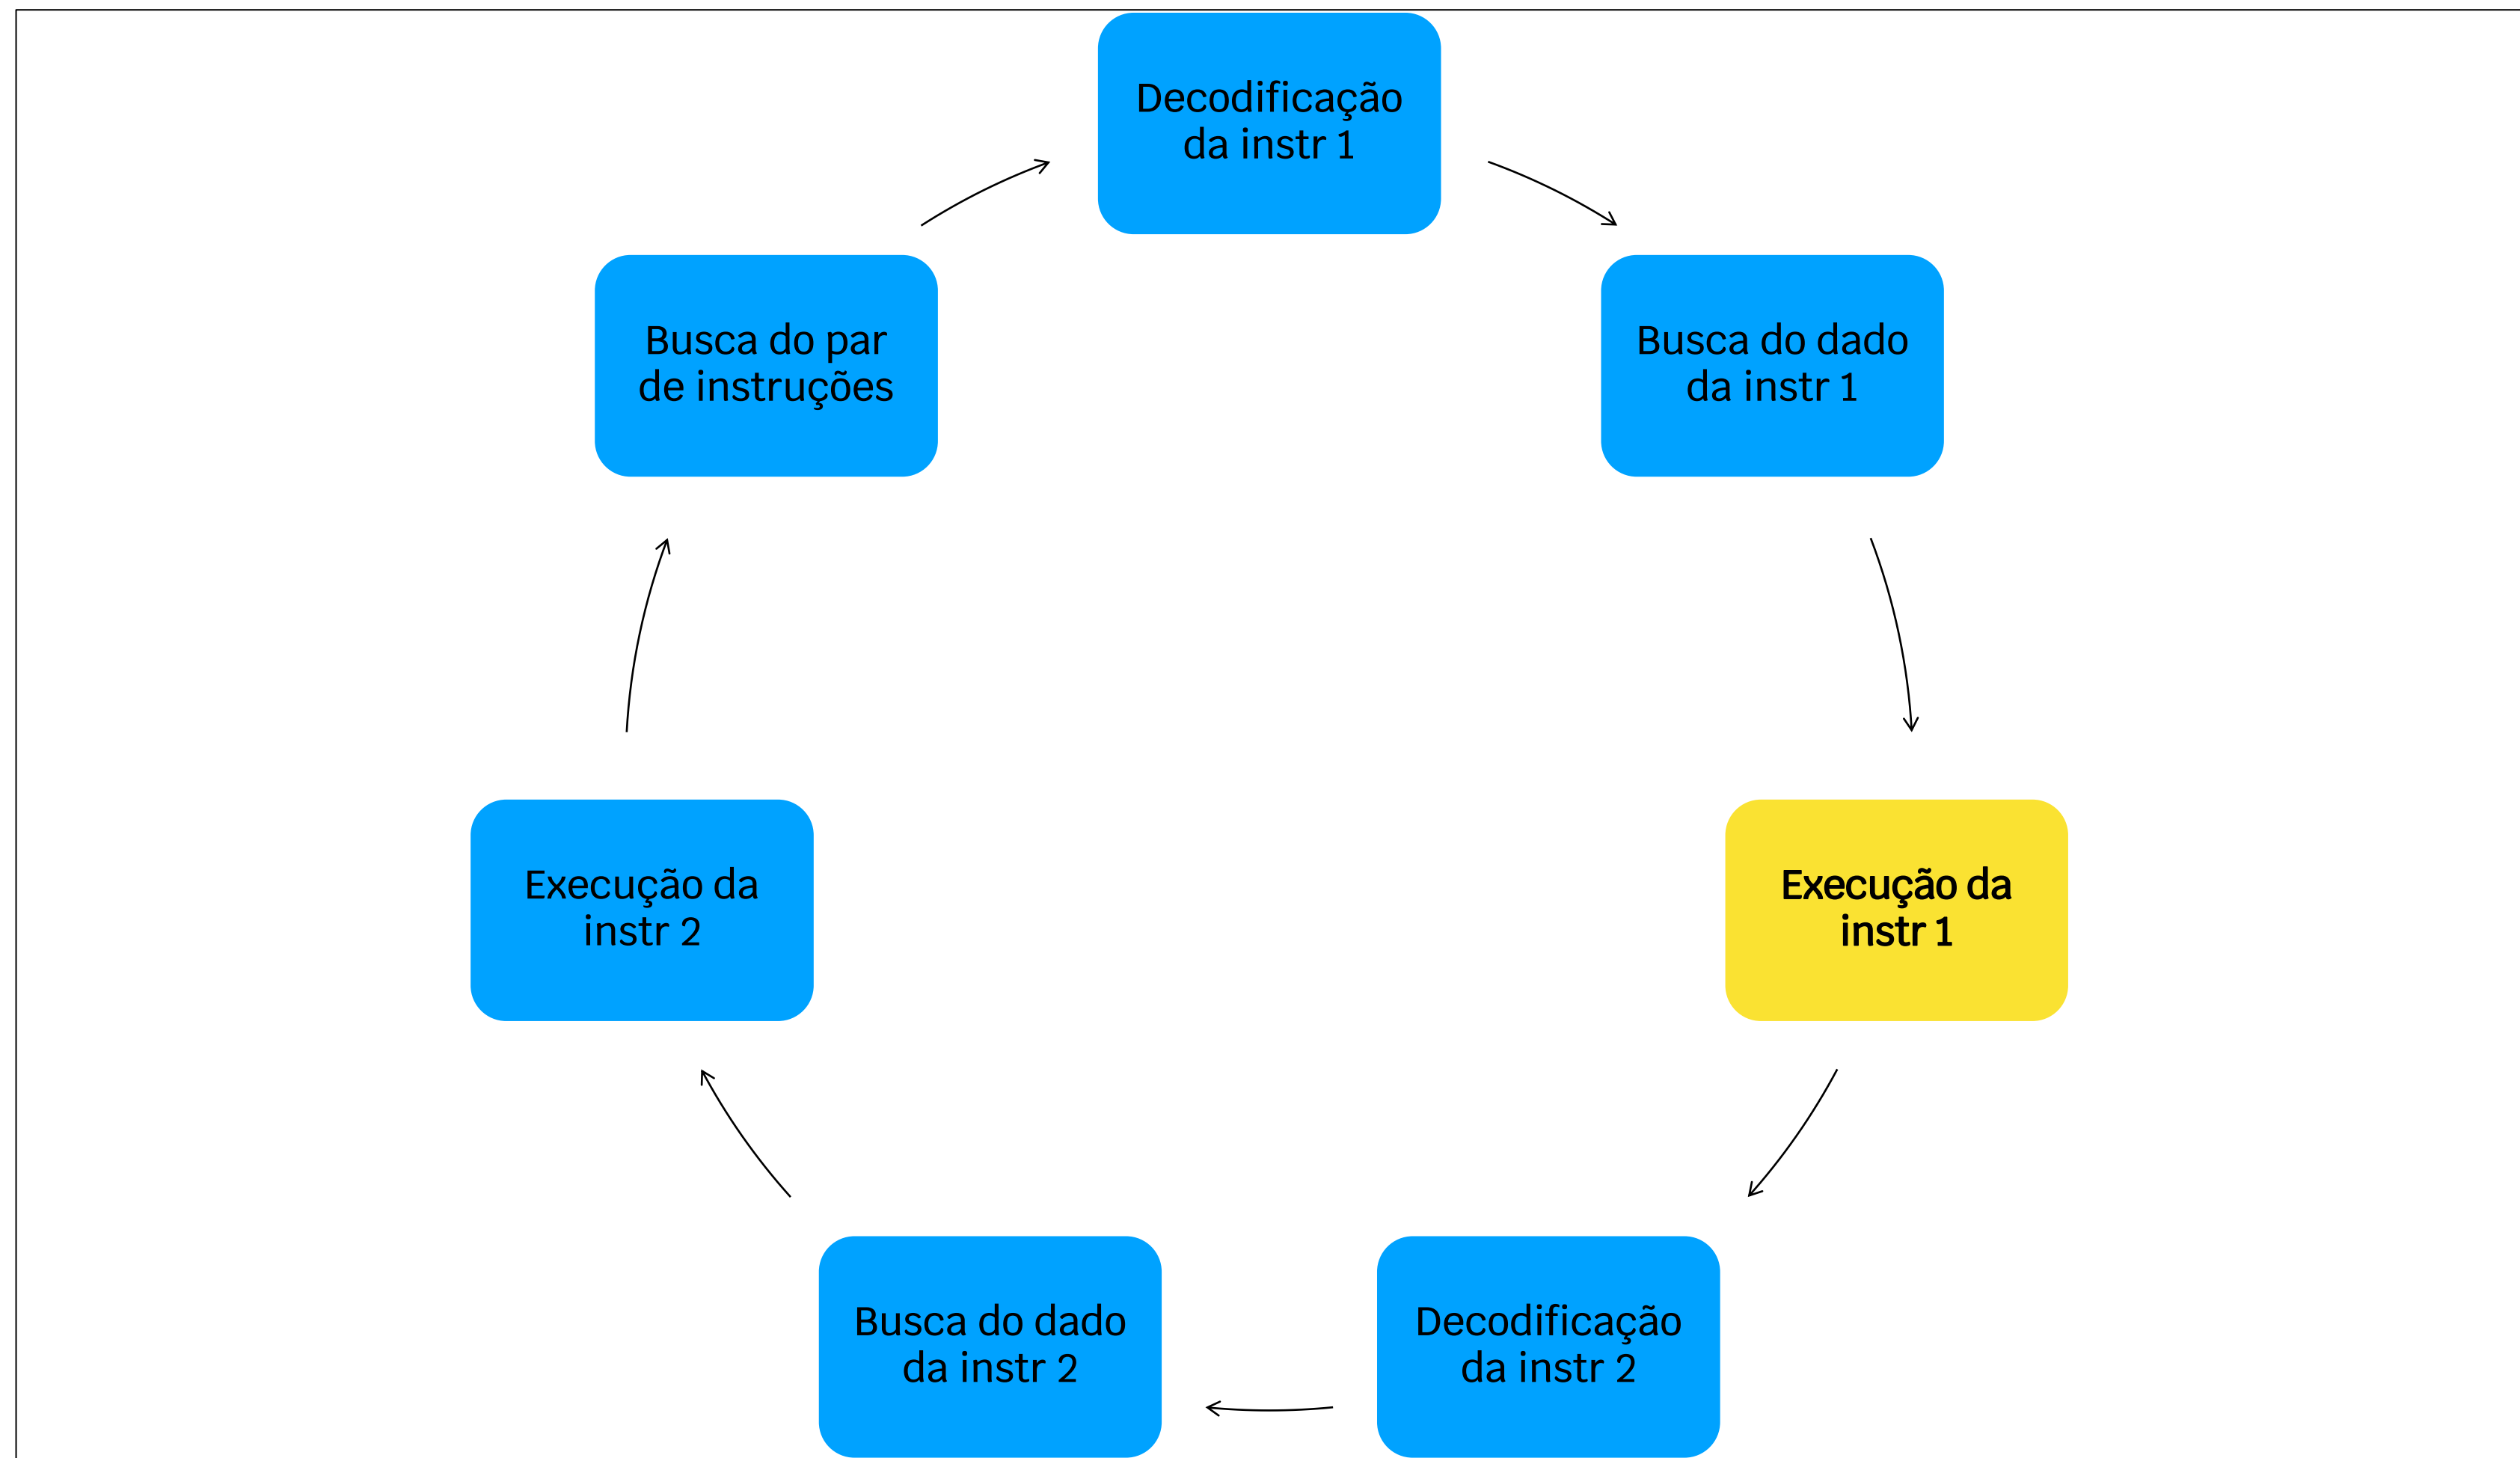 Decodificação
da instr 1
Busca do par
de instruções
Busca do dado
da instr 1
Execução da
instr 2
Execução da
instr 1
Busca do dado
da instr 2
Decodificação
da instr 2